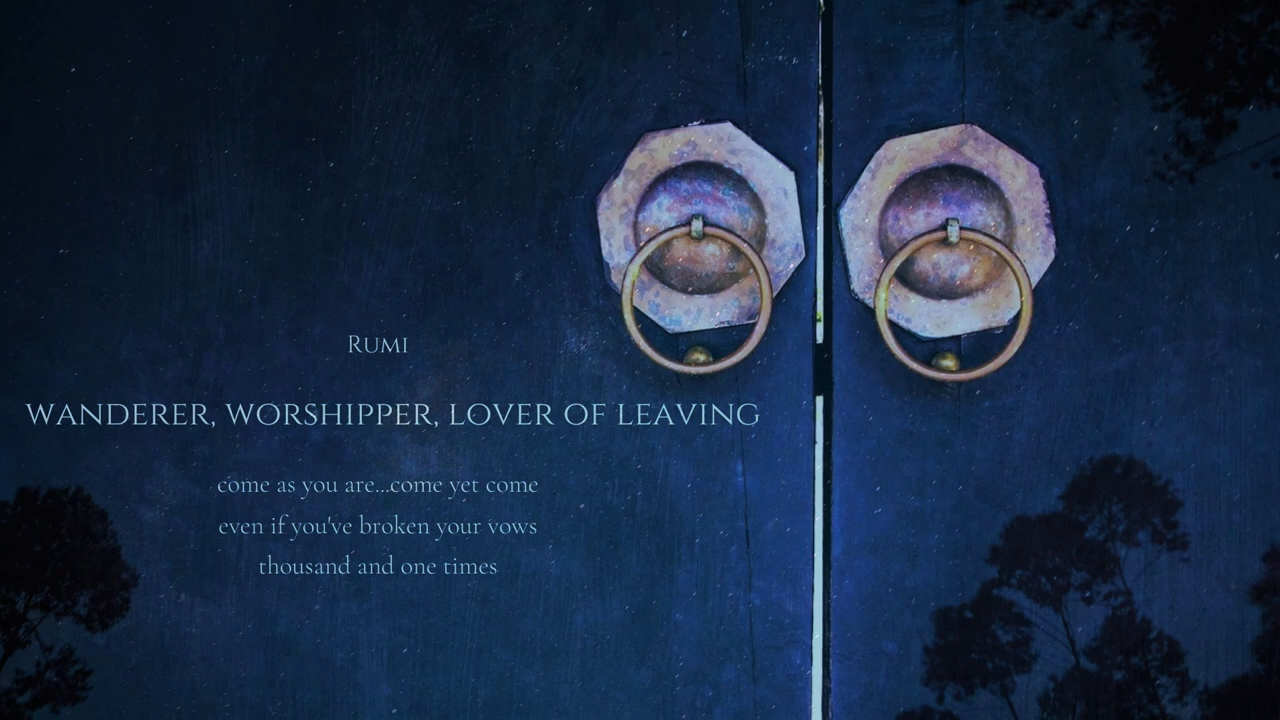 Rumi
WANDERER, WORSHIPPER, LOVER OF LEAVING
come as you are...come yet come
even if you've broken your vows
thousand and one times